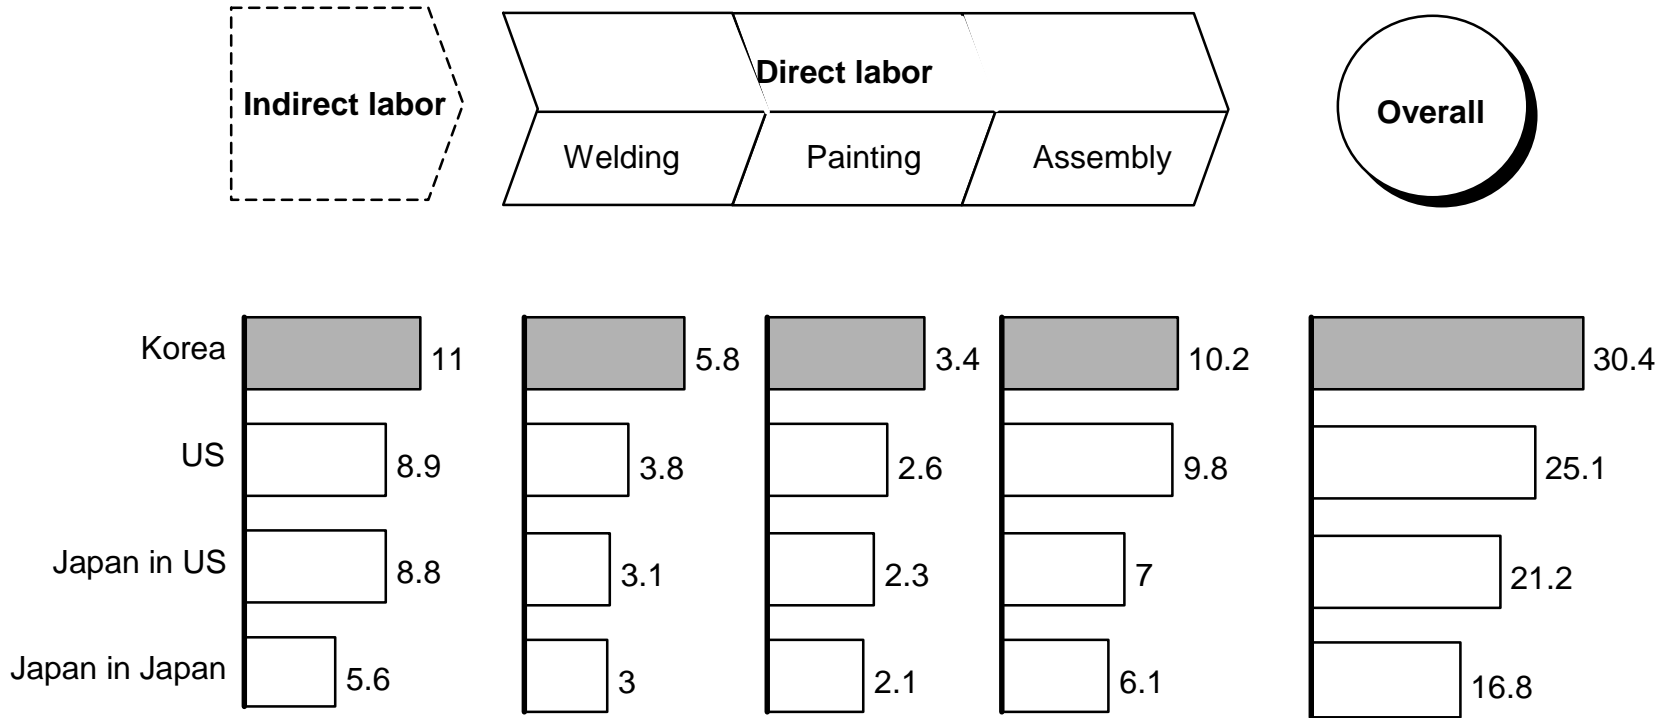 Indirect labor
Direct labor
Overall
Welding Painting Assembly
Korea 11 5.8 3.4 10.2 30.4
US 8.9 3.8 2.6 9.8 25.1
Japan in US 8.8 3.1 2.3 7 21.2
Japan in Japan 5.6 3 2.1 6.1 16.8